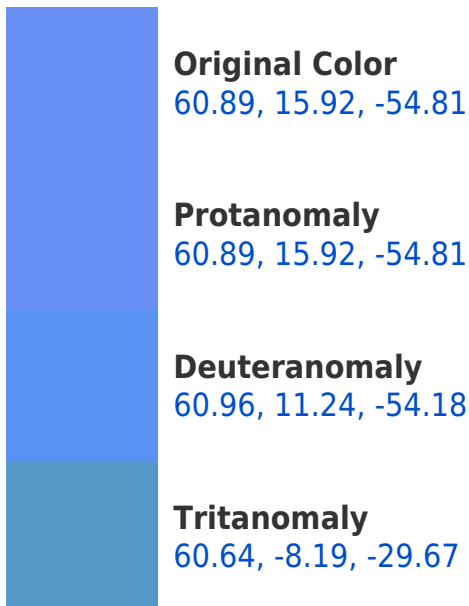 Original Color
60.89, 15.92, -54.81
Protanomaly
60.89, 15.92, -54.81
Deuteranomaly
60.96, 11.24, -54.18
Tritanomaly
60.64, -8.19, -29.67